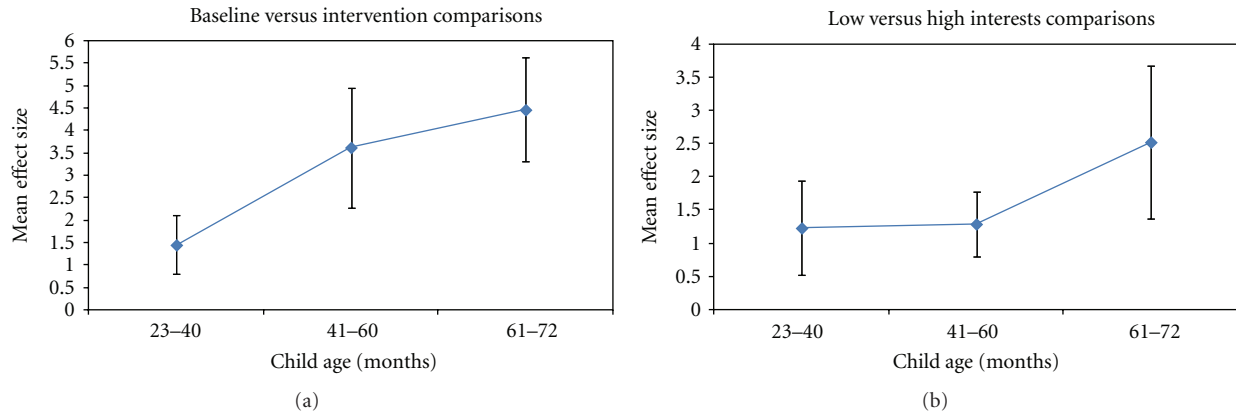 Baseline versus intervention comparisons
6
5.5
5
4.5
4
3.5
3
2.5
2
1.5
1
0.5
0
Mean effect size
23–40 41–60 61–72
Child age (months)
(a)
Low versus high interests comparisons
4
3.5
3
2.5
2
1.5
1
0.5
0
Mean effect size
23–40 41–60 61–72
Child age (months)
(b)